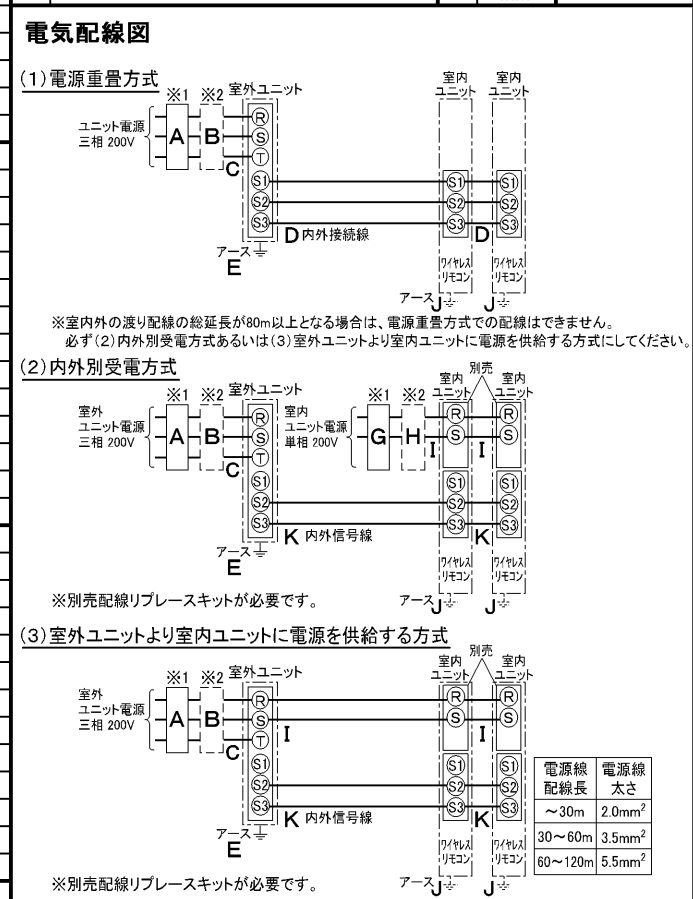 電気配線図
(1)電源重畳方式
※1 ※2 室外ユニット
室内
ユニット
室内
ユニット
ユニット電源
三相 200V
A B C
R
S
T
S1
S2
S3
S1
S2
S3
S1
S2
S3
D 内外接続線
D
アース
E
ワイヤレス
リモコン
ワイヤレス
リモコン
アース J J
※室内外の渡り配線の総延長が80m以上となる場合は、電源重畳方式での配線はできません。
必ず(2)内外別受電方式あるいは(3)室外ユニットより室内ユニットに電源を供給する方式にしてください。
(2)内外別受電方式
別売
※1 ※2 室外ユニット
※1 ※2
室内
ユニット
室内
ユニット
室外
ユニット電源
三相 200V
A B C
R
S
T
S1
S2
S3
室内
ユニット電源
単相 200V
G H I I
R
S
S1
S2
S3
R
S
S1
S2
S3
K 内外信号線
K
アース
E
ワイヤレス
リモコン
ワイヤレス
リモコン
アース J J
※別売配線リプレースキットが必要です。
(3)室外ユニットより室内ユニットに電源を供給する方式
別売
※1 ※2 室外ユニット
室内
ユニット
室内
ユニット
室外
ユニット電源
三相 200V
A B C
R
S
T
S1
S2
S3
I I
R
S
S1
S2
S3
R
S
S1
S2
S3
K 内外信号線
K
アース
E
ワイヤレス
リモコン
ワイヤレス
リモコン
アース J J
※別売配線リプレースキットが必要です。
電源線
配線長
電源線
太さ
～30m 2.0mm²
30～60m 3.5mm²
60～120m 5.5mm²